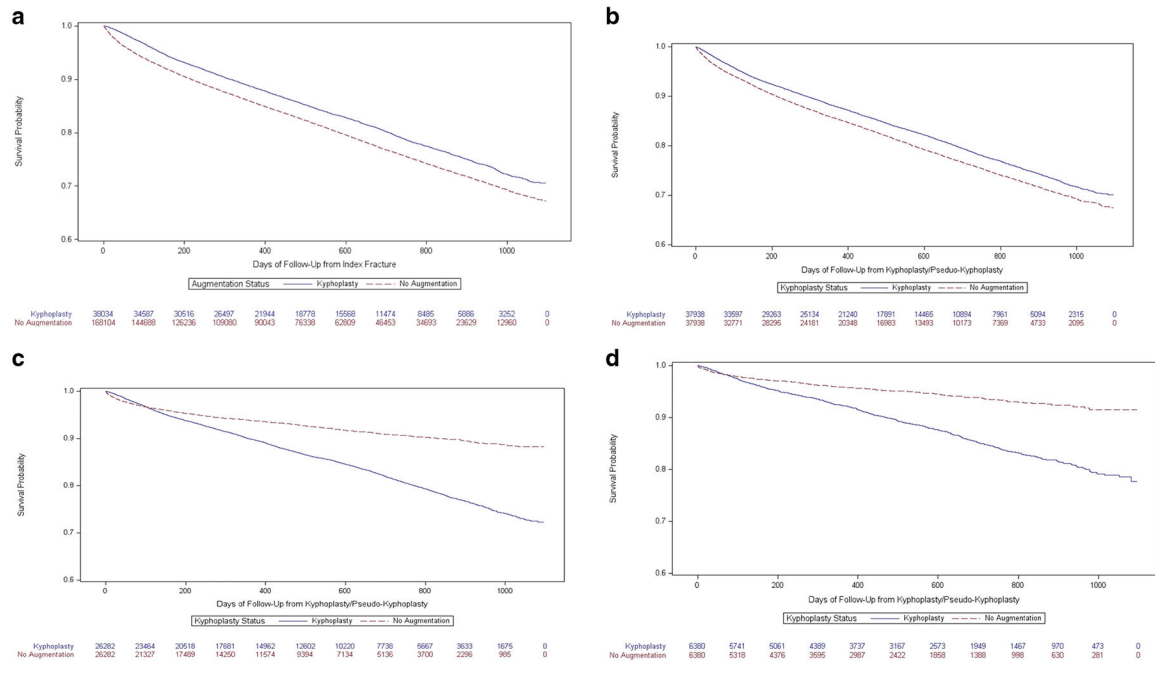 a
1.0
0.9
0.8
0.7
0.6
Survival Probability
0 200 400 600 800 1000
Days of Follow-Up from Index Fracture
Augmentation Status Kyphoplasty No Augmentation
Kyphoplasty 38034 34587 30516 26497 21944 18778 15568 11474 8485 5886 3252 0
No Augmentation 168104 144688 126236 109080 90043 76338 62809 46453 34693 23629 12960 0
b
1.0
0.9
0.8
0.7
0.6
Survival Probability
0 200 400 600 800 1000
Days of Follow-Up from Kyphoplasty/Pseduo-Kyphoplasty
Kyphoplasty Status Kyphoplasty No Augmentation
Kyphoplasty 37938 33597 29263 25134 21240 17891 14465 10894 7961 5094 2315 0
No Augmentation 37938 32771 28295 24181 20348 16983 13493 10173 7369 4733 2095 0
c
1.0
0.9
0.8
0.7
0.6
Survival Probability
0 200 400 600 800 1000
Days of Follow-Up from Kyphoplasty/Pseudo-Kyphoplasty
Kyphoplasty Status Kyphoplasty No Augmentation
Kyphoplasty 26282 23464 20518 17681 14962 12602 10220 7738 5667 3633 1675 0
No Augmentation 26282 21327 17489 14250 11574 9394 7134 5136 3700 2296 985 0
d
1.0
0.9
0.8
0.7
0.6
Survival Probability
0 200 400 600 800 1000
Days of Follow-Up from Kyphoplasty/Pseudo-Kyphoplasty
Kyphoplasty Status Kyphoplasty No Augmentation
Kyphoplasty 6380 5741 5061 4389 3737 3167 2573 1949 1467 970 473 0
No Augmentation 6380 5318 4376 3595 2987 2422 1858 1388 998 630 281 0